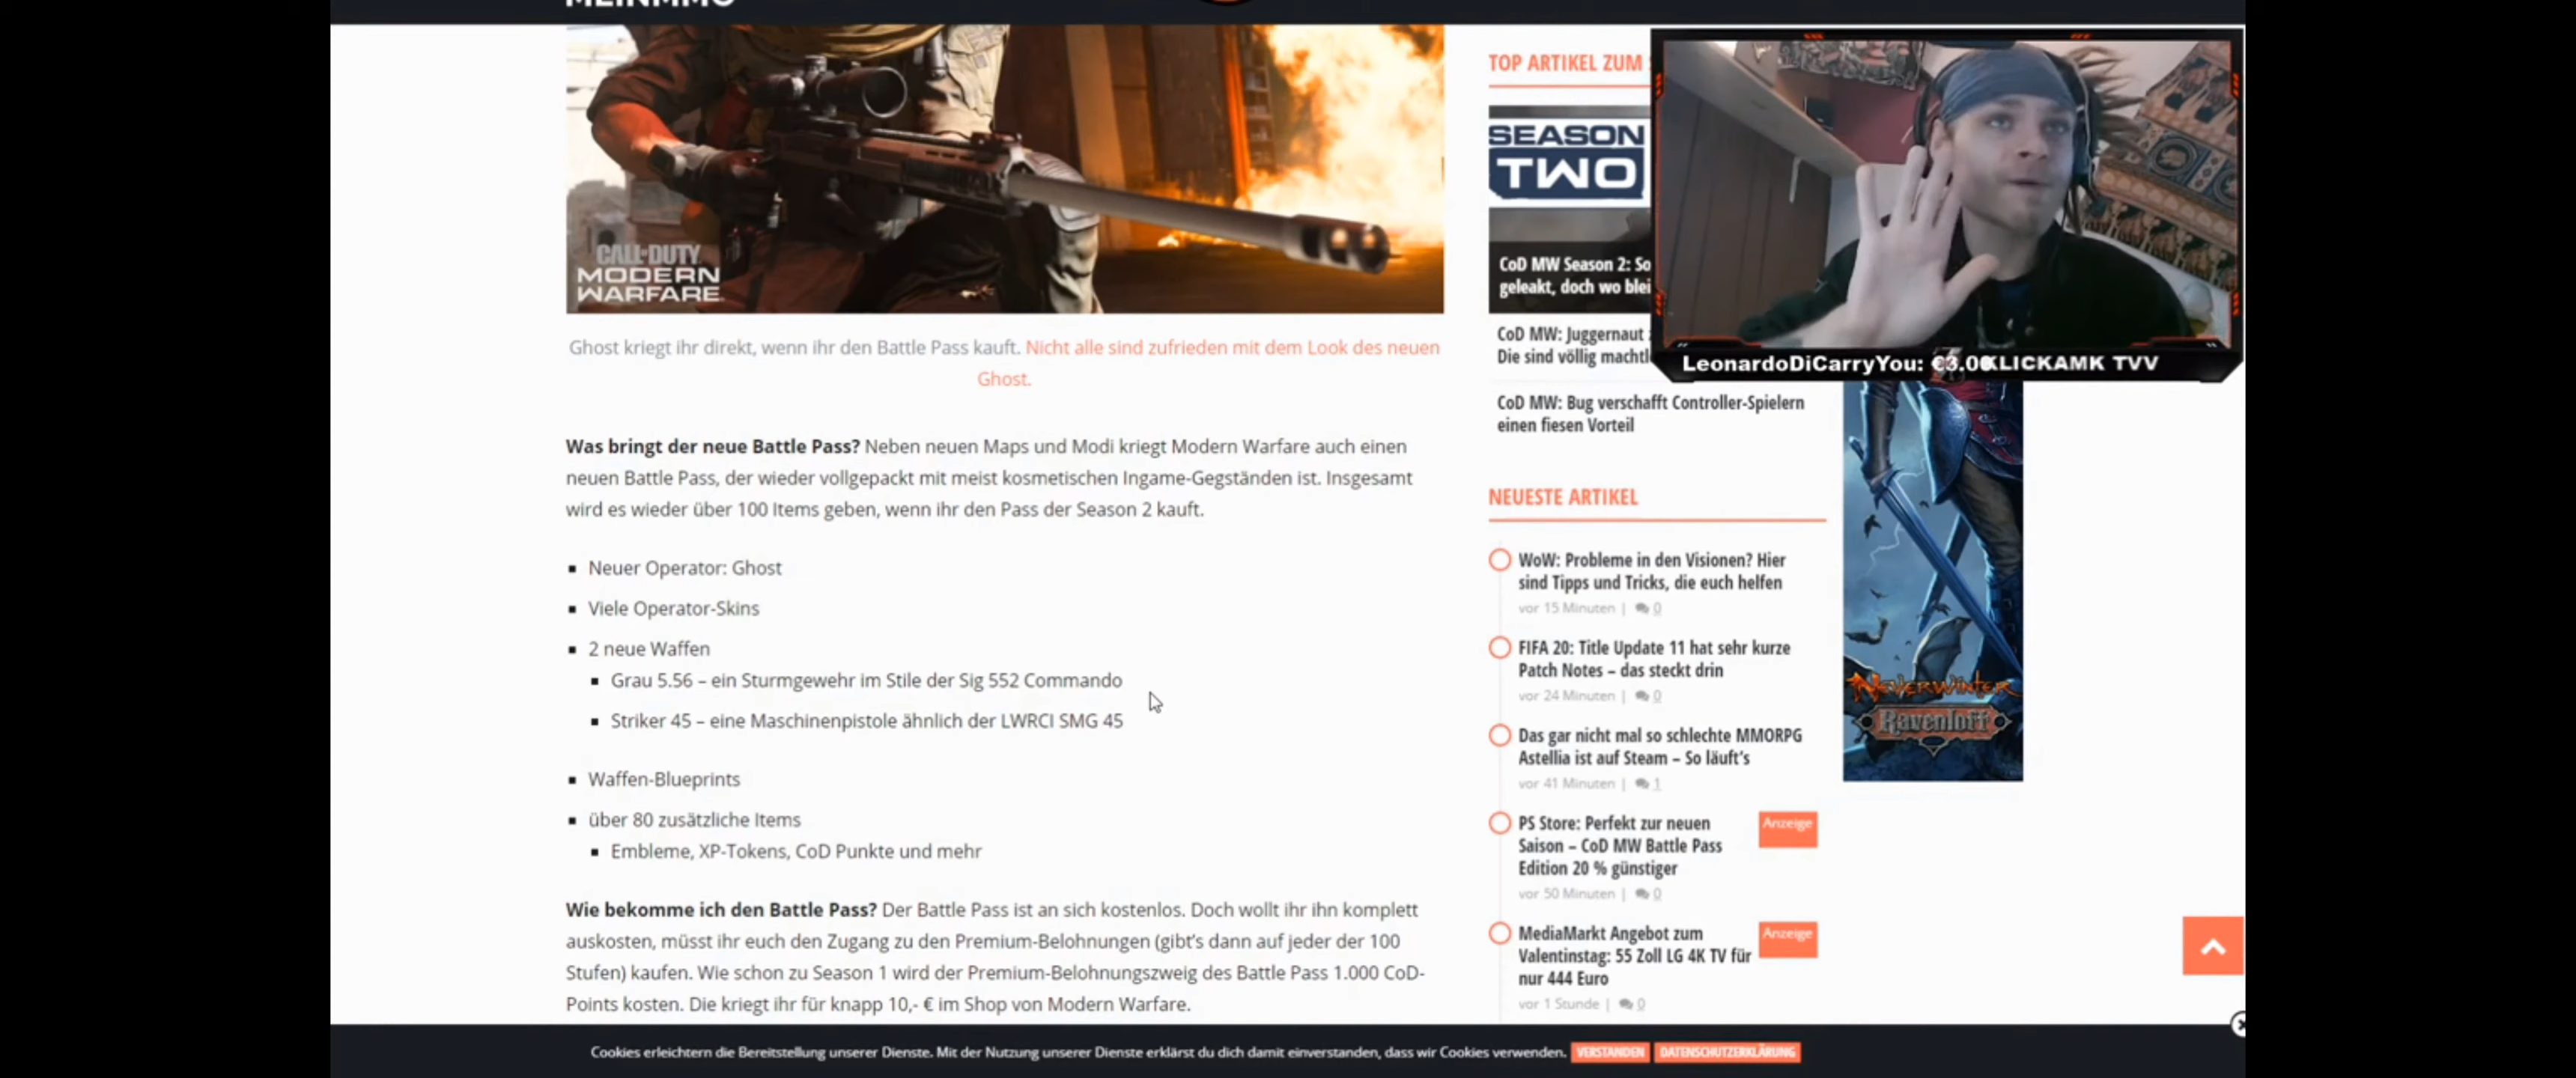 MEINMMO
CALL OF DUTY
MODERN
WARFARE
Ghost kriegt ihr direkt, wenn ihr den Battle Pass kauft. Nicht alle sind zufrieden mit dem Look des neuen
Ghost.
Was bringt der neue Battle Pass? Neben neuen Maps und Modi kriegt Modern Warfare auch einen
neuen Battle Pass, der wieder vollgepackt mit meist kosmetischen Ingame-Gegständen ist. Insgesamt
wird es wieder über 100 Items geben, wenn ihr den Pass der Season 2 kauft.
Neuer Operator: Ghost
Viele Operator-Skins
2 neue Waffen
Grau 5.56 – ein Sturmgewehr im Stile der Sig 552 Commando
Striker 45 – eine Maschinenpistole ähnlich der LWRCI SMG 45
Waffen-Blueprints
über 80 zusätzliche Items
Embleme, XP-Tokens, CoD Punkte und mehr
Wie bekomme ich den Battle Pass? Der Battle Pass ist an sich kostenlos. Doch wollt ihr ihn komplett
auskosten, müsst ihr euch den Zugang zu den Premium-Belohnungen (gibt's dann auf jeder der 100
Stufen) kaufen. Wie schon zu Season 1 wird der Premium-Belohnungszweig des Battle Pass 1.000 CoD-
Points kosten. Die kriegt ihr für knapp 10,- € im Shop von Modern Warfare.
TOP ARTIKEL ZUM
SEASON
TWO
CoD MW Season 2: So
geleakt, doch wo blei
CoD MW: Juggernaut
Die sind völlig machtl
LeonardoDiCarryYou: €3.00
KLICKAMK TVV
CoD MW: Bug verschafft Controller-Spielern
einen fiesen Vorteil
NEUESTE ARTIKEL
WoW: Probleme in den Visionen? Hier
sind Tipps und Tricks, die euch helfen
vor 15 Minuten | 0
FIFA 20: Title Update 11 hat sehr kurze
Patch Notes – das steckt drin
vor 24 Minuten | 0
Das gar nicht mal so schlechte MMORPG
Astellia ist auf Steam – So läuft's
vor 41 Minuten | 1
PS Store: Perfekt zur neuen
Saison – CoD MW Battle Pass
Edition 20 % günstiger
Anzeige
vor 50 Minuten | 0
MediaMarkt Angebot zum
Valentinstag: 55 Zoll LG 4K TV für
nur 444 Euro
Anzeige
vor 1 Stunde | 0
NEVERWINTER
Ravenloft
Cookies erleichtern die Bereitstellung unserer Dienste. Mit der Nutzung unserer Dienste erklärst du dich damit einverstanden, dass wir Cookies verwenden. VERSTANDEN DATENSCHUTZERKLÄRUNG